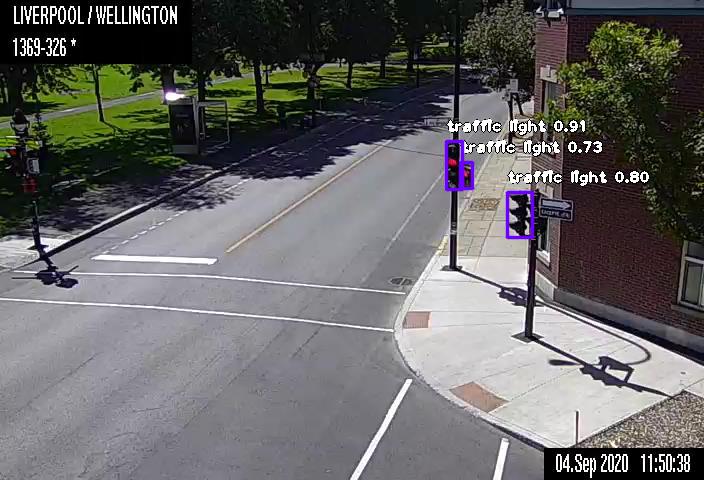 LIVERPOOL / WELLINGTON
1369-326 *
traffic light 0.91
traffic light 0.73
traffic light 0.80
04.Sep 2020 11:50:38